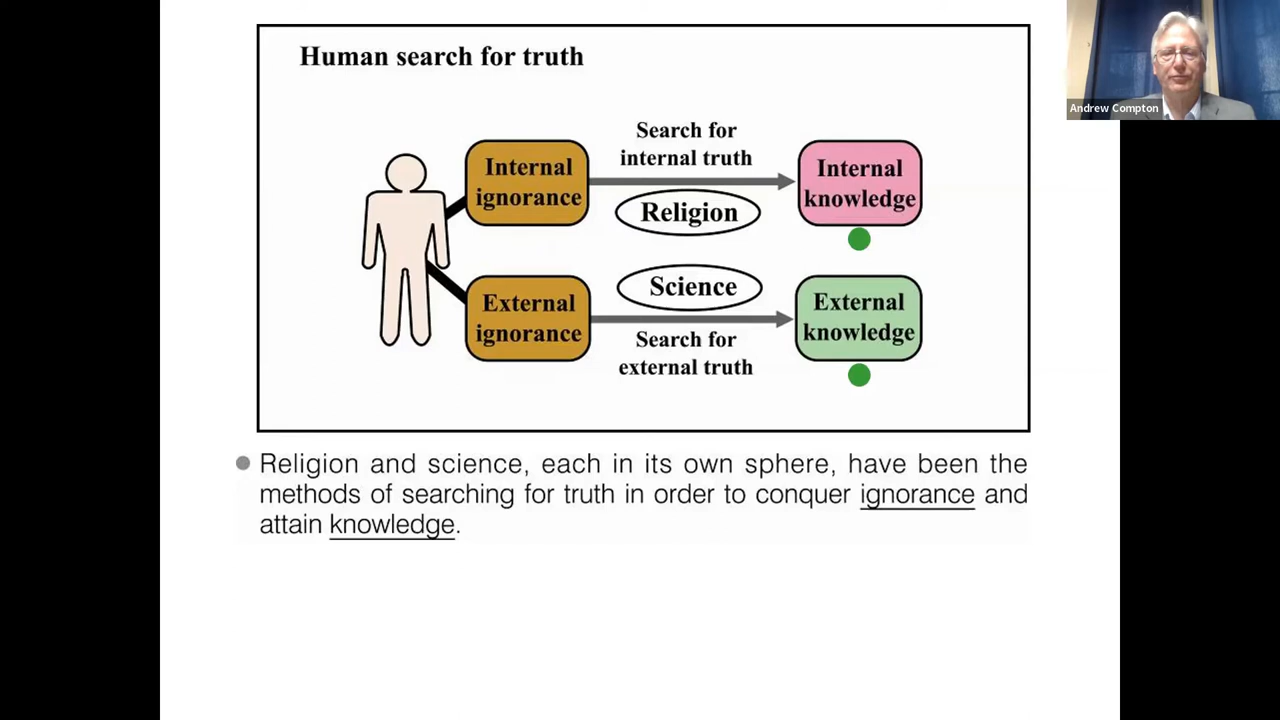 Human search for truth
Andrew Compton
Search for
internal truth
Internal
ignorance
Internal
knowledge
Religion
Science
External
ignorance
External
knowledge
Search for
external truth
Religion and science, each in its own sphere, have been the
methods of searching for truth in order to conquer ignorance and
attain knowledge.